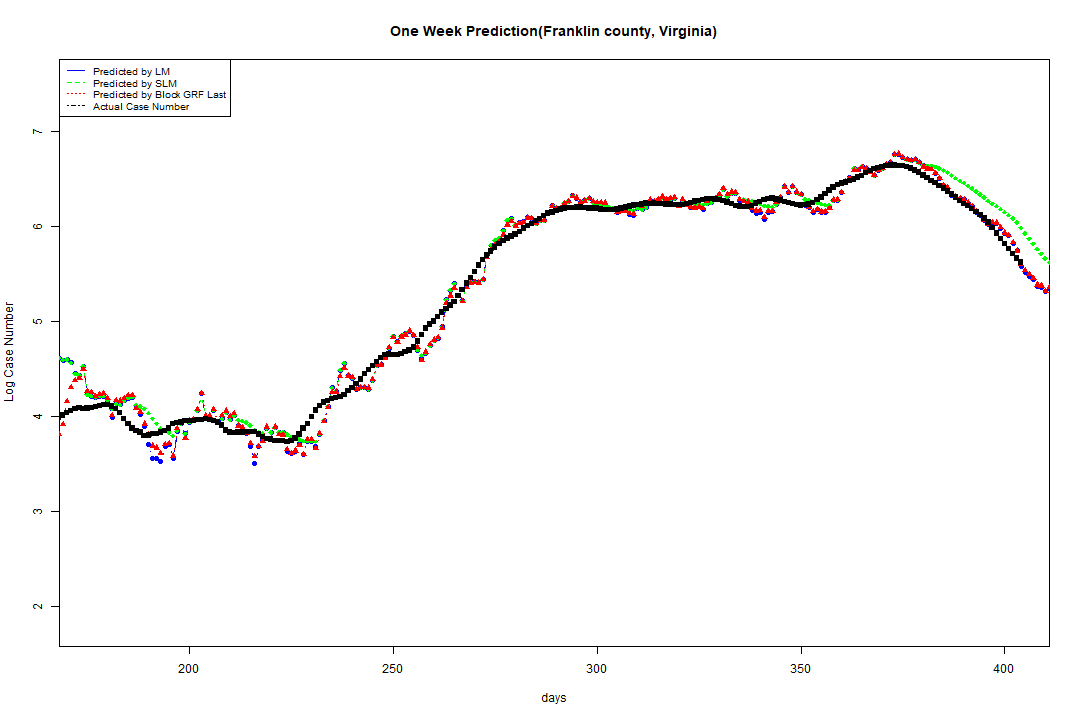 One Week Prediction(Franklin county, Virginia)
Predicted by LM
Predicted by SLM
Predicted by Block GRF Last
Actual Case Number
7
6
5
4
3
2
Log Case Number
200 250 300 350 400
days